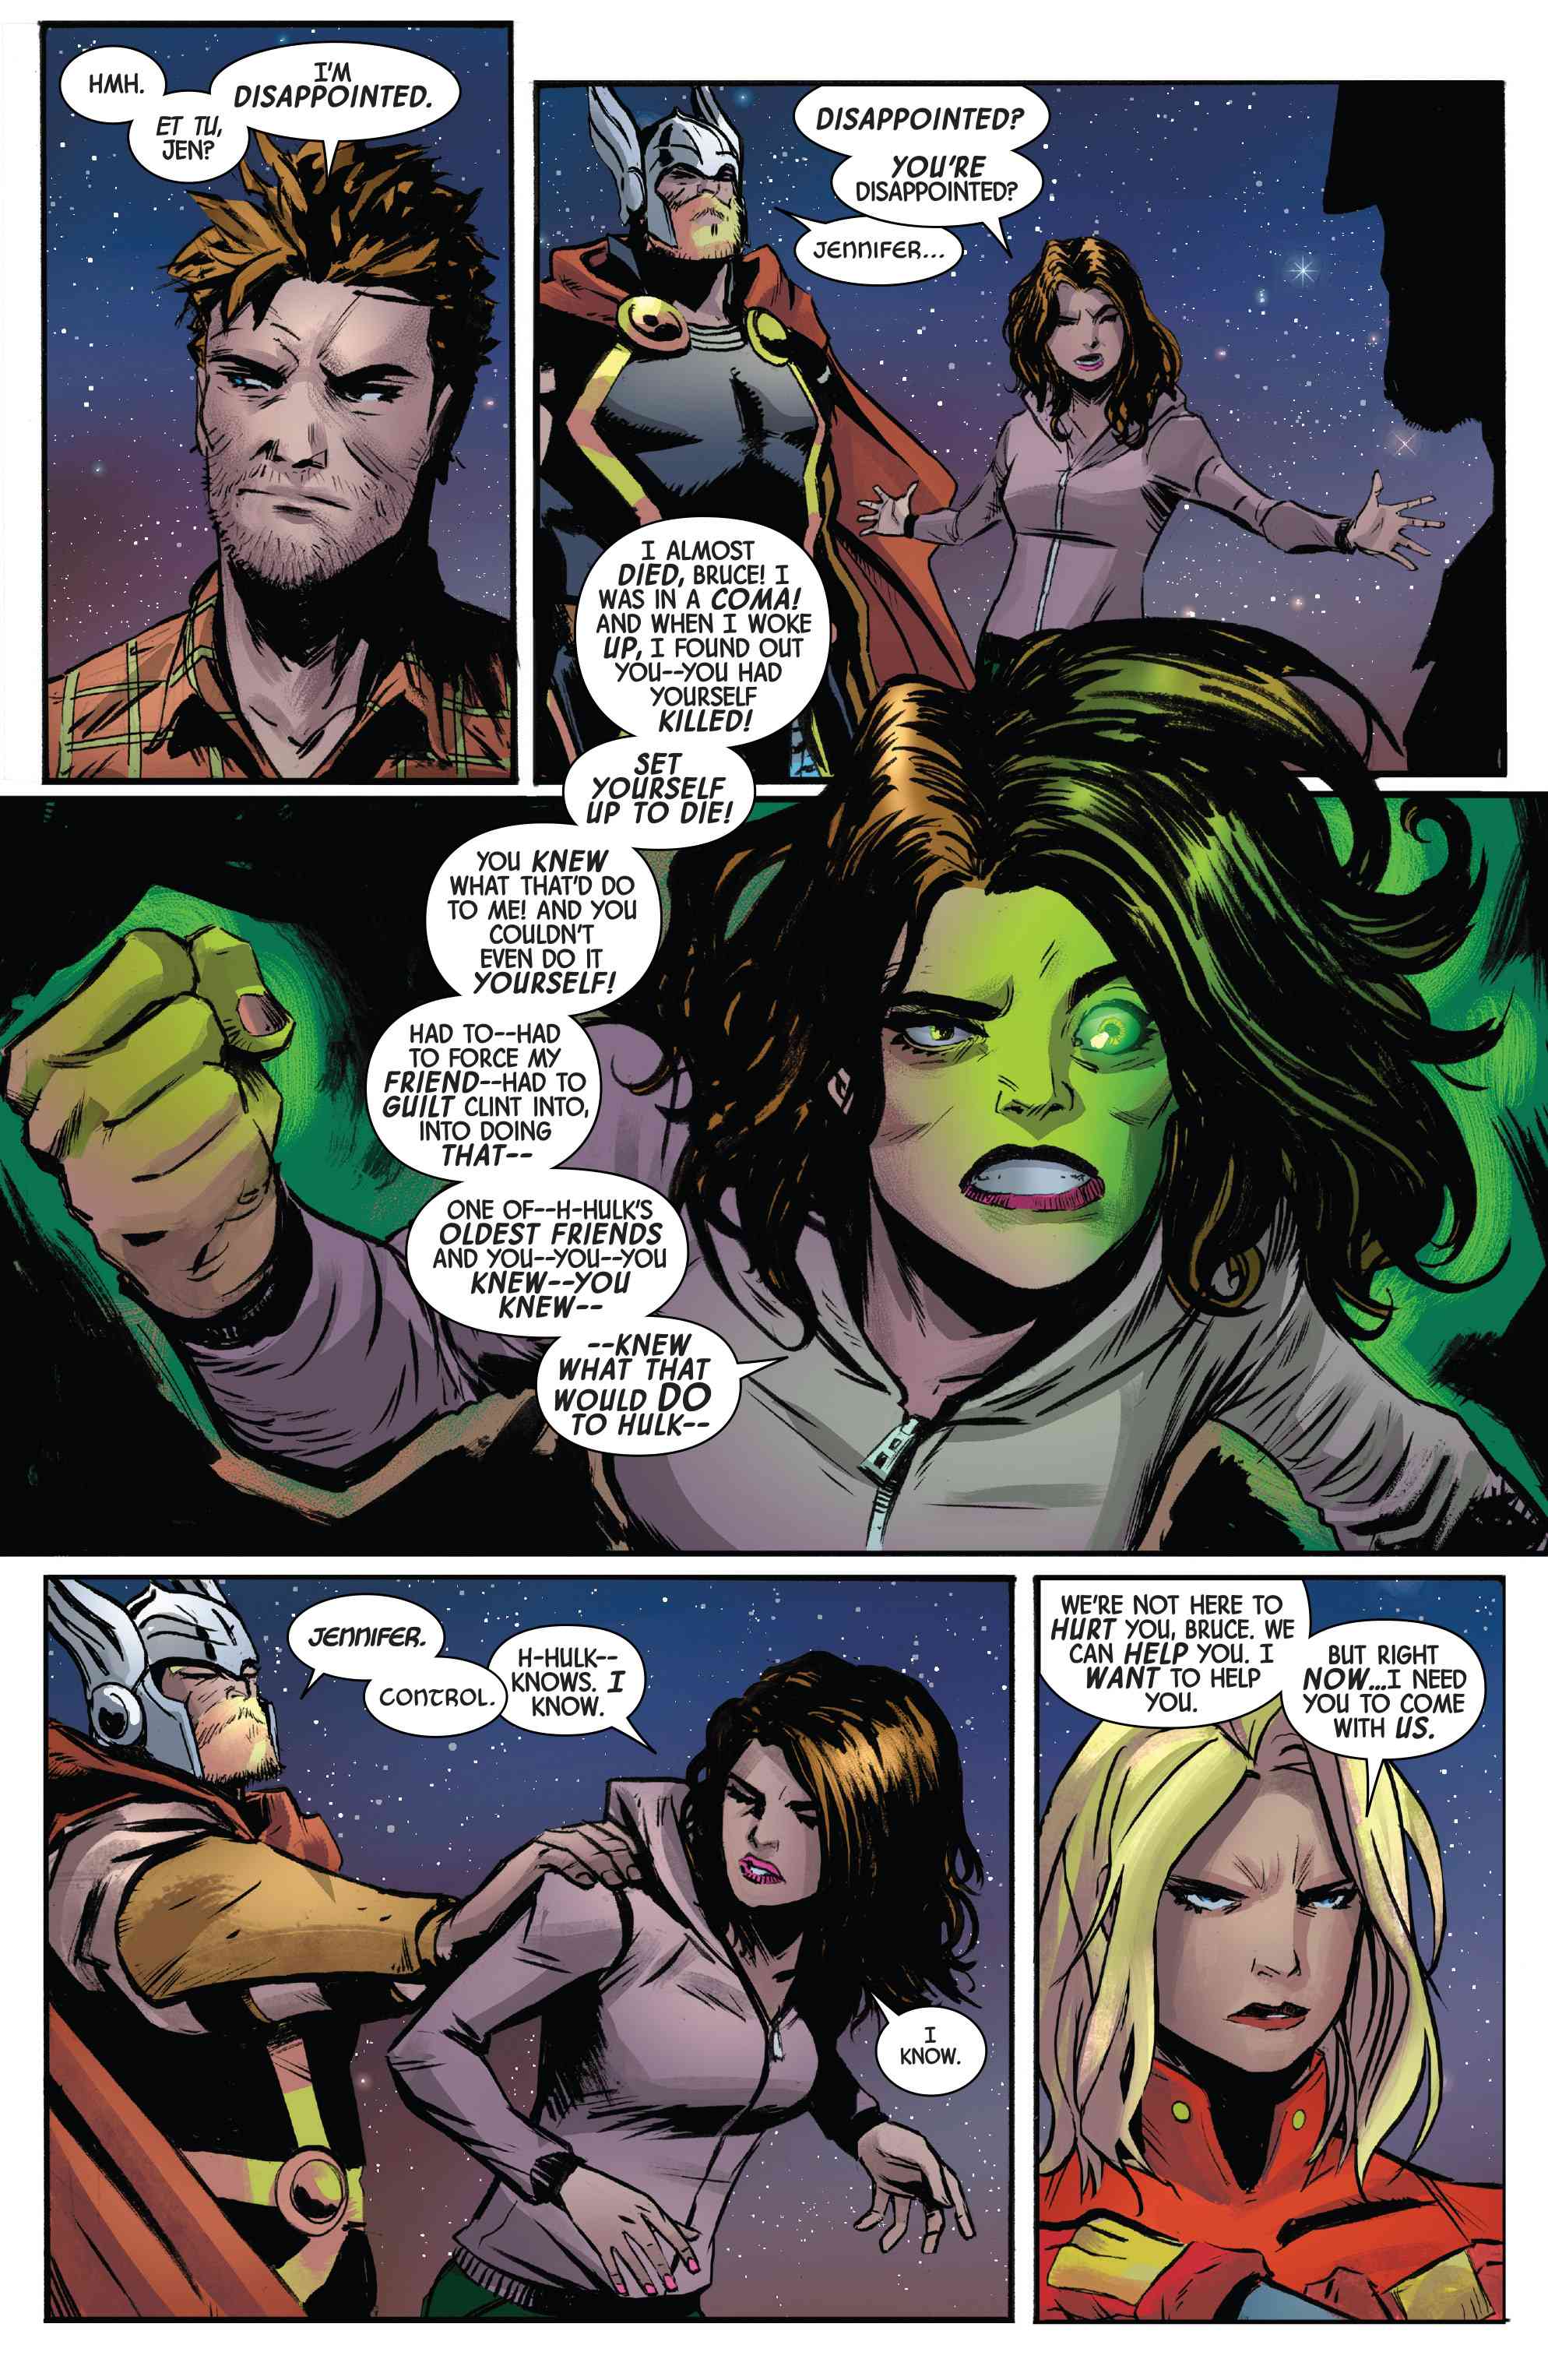 HMH.
ET TU,
JEN?
I'M
DISAPPOINTED.
DISAPPOINTED?
YOU'RE
DISAPPOINTED?
JENNIFER...
I ALMOST
DIED, BRUCE! I
WAS IN A COMA!
AND WHEN I WOKE
UP, I FOUND OUT
YOU--YOU HAD
YOURSELF
KILLED!
SET
YOURSELF
UP TO DIE!
YOU KNEW
WHAT THAT'D DO
TO ME! AND YOU
COULDN'T
EVEN DO IT
YOURSELF!
HAD TO--HAD
TO FORCE MY
FRIEND--HAD TO
GUILT CLINT INTO,
INTO DOING
THAT--
ONE OF--H-HULK'S
OLDEST FRIENDS
AND YOU--YOU--YOU
KNEW--YOU
KNEW--
--KNEW
WHAT THAT
WOULD DO
TO HULK--
JENNIFER.
CONTROL.
H-HULK--
KNOWS. I
KNOW.
I
KNOW.
WE'RE NOT HERE TO
HURT YOU, BRUCE. WE
CAN HELP YOU. I
WANT TO HELP
YOU.
BUT RIGHT
NOW...I NEED
YOU TO COME
WITH US.